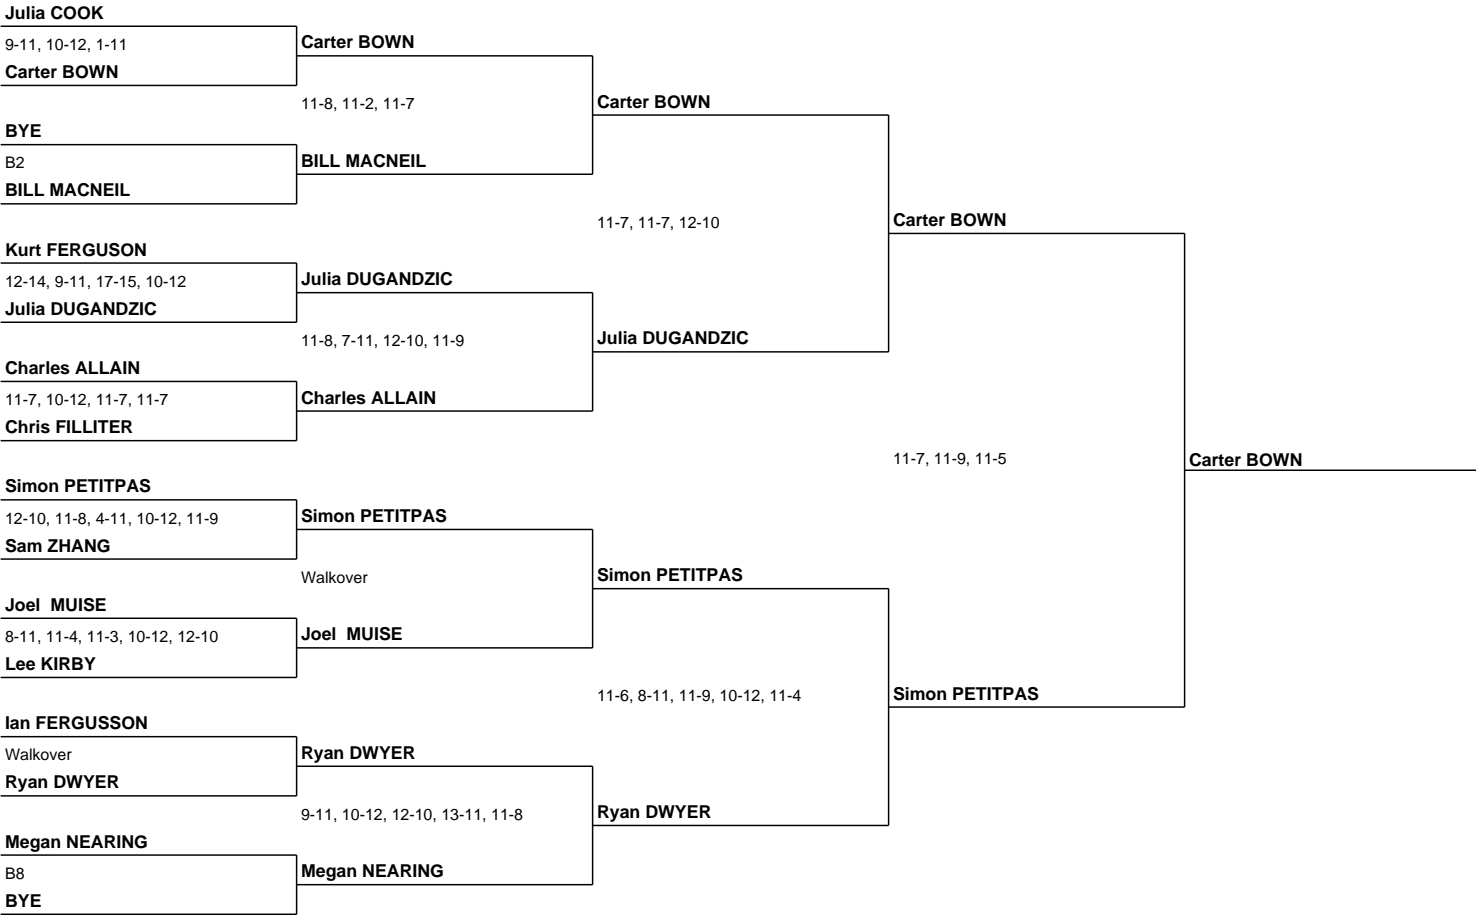 Julia COOK
9-11, 10-12, 1-11
Carter BOWN
BYE
B2
BILL MACNEIL
Kurt FERGUSON
12-14, 9-11, 17-15, 10-12
Julia DUGANDZIC
Charles ALLAIN
11-7, 10-12, 11-7, 11-7
Chris FILLITER
Simon PETITPAS
12-10, 11-8, 4-11, 10-12, 11-9
Sam ZHANG
Joel  MUISE
8-11, 11-4, 11-3, 10-12, 12-10
Lee KIRBY
Ian FERGUSSON
Walkover
Ryan DWYER
Megan NEARING
B8
BYE
Carter BOWN
11-8, 11-2, 11-7
BILL MACNEIL
Julia DUGANDZIC
11-8, 7-11, 12-10, 11-9
Charles ALLAIN
Simon PETITPAS
Walkover
Joel  MUISE
Ryan DWYER
9-11, 10-12, 12-10, 13-11, 11-8
Megan NEARING
Carter BOWN
11-7, 11-7, 12-10
Julia DUGANDZIC
Simon PETITPAS
11-6, 8-11, 11-9, 10-12, 11-4
Ryan DWYER
Carter BOWN
11-7, 11-9, 11-5
Simon PETITPAS
Carter BOWN